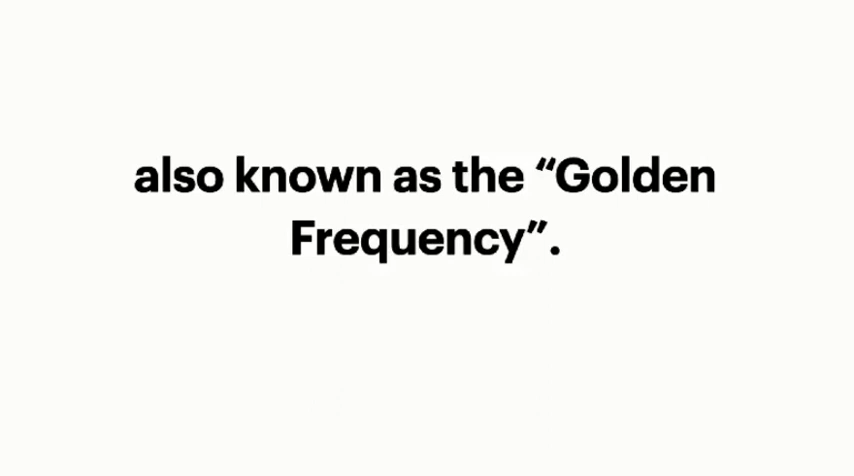 also known as the “Golden
Frequency”.